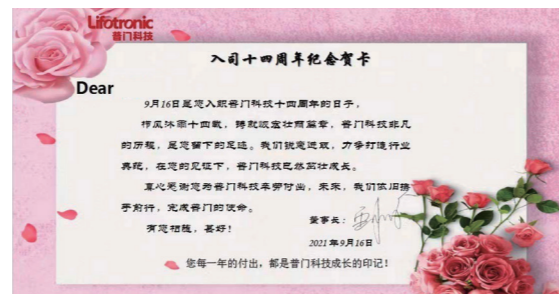 Lifotronic
普门科技
入司十四周年纪念贺卡
Dear
9月16日是您入职普门科技十四周年的日子，
栉风沐雨十四载，铸就恢宏壮丽篇章，普门科技非凡
的历程，是您留下的足迹。我们锐意进取，力争打造行业
典范，在您的见证下，普门科技已然茁壮成长。
衷心感谢您为普门科技辛劳付出，未来，我们依旧携
手前行，完成普门的使命。
有您相随，甚好！
董事长：
2021年9月16日
您每一年的付出，都是普门科技成长的印记！